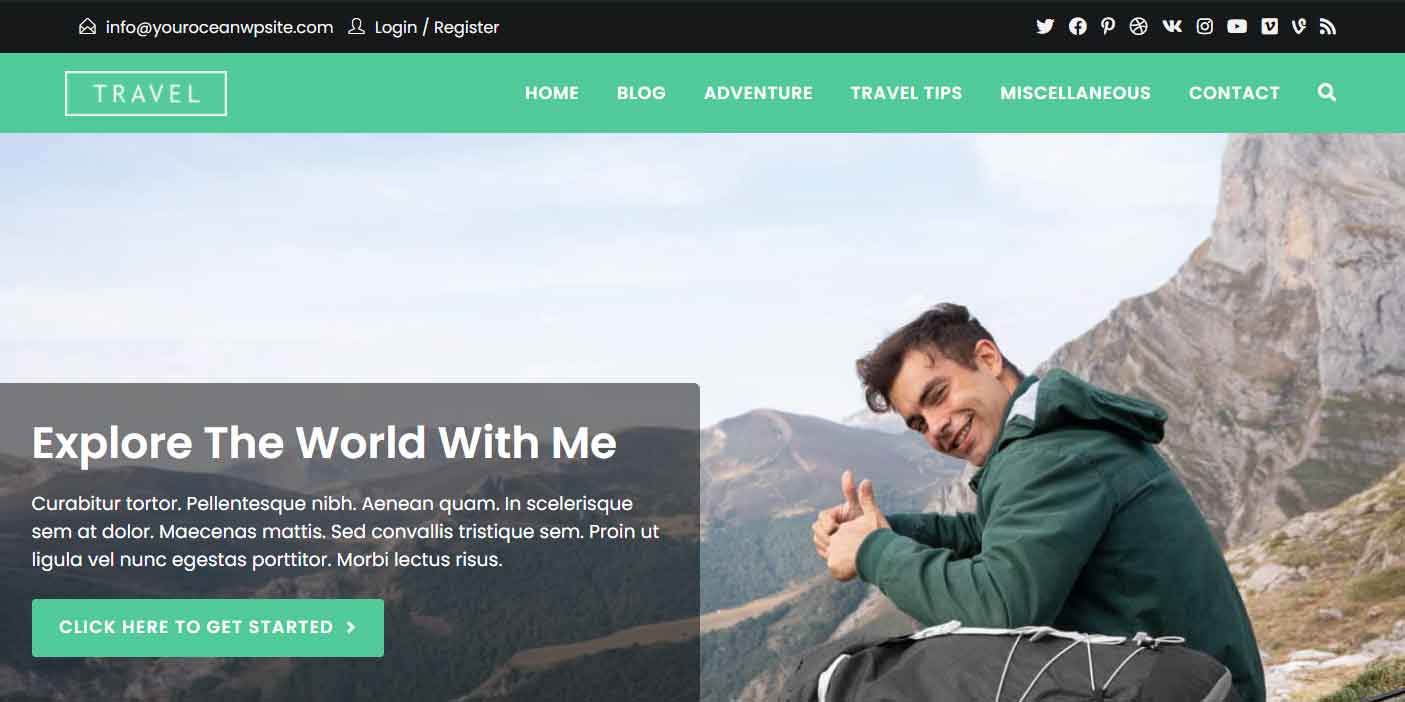 info@youroceanwpsite.com Login / Register
TRAVEL
HOME BLOG ADVENTURE TRAVEL TIPS MISCELLANEOUS CONTACT
Explore The World With Me
Curabitur tortor. Pellentesque nibh. Aenean quam. In scelerisque
sem at dolor. Maecenas mattis. Sed convallis tristique sem. Proin ut
ligula vel nunc egestas porttitor. Morbi lectus risus.
CLICK HERE TO GET STARTED